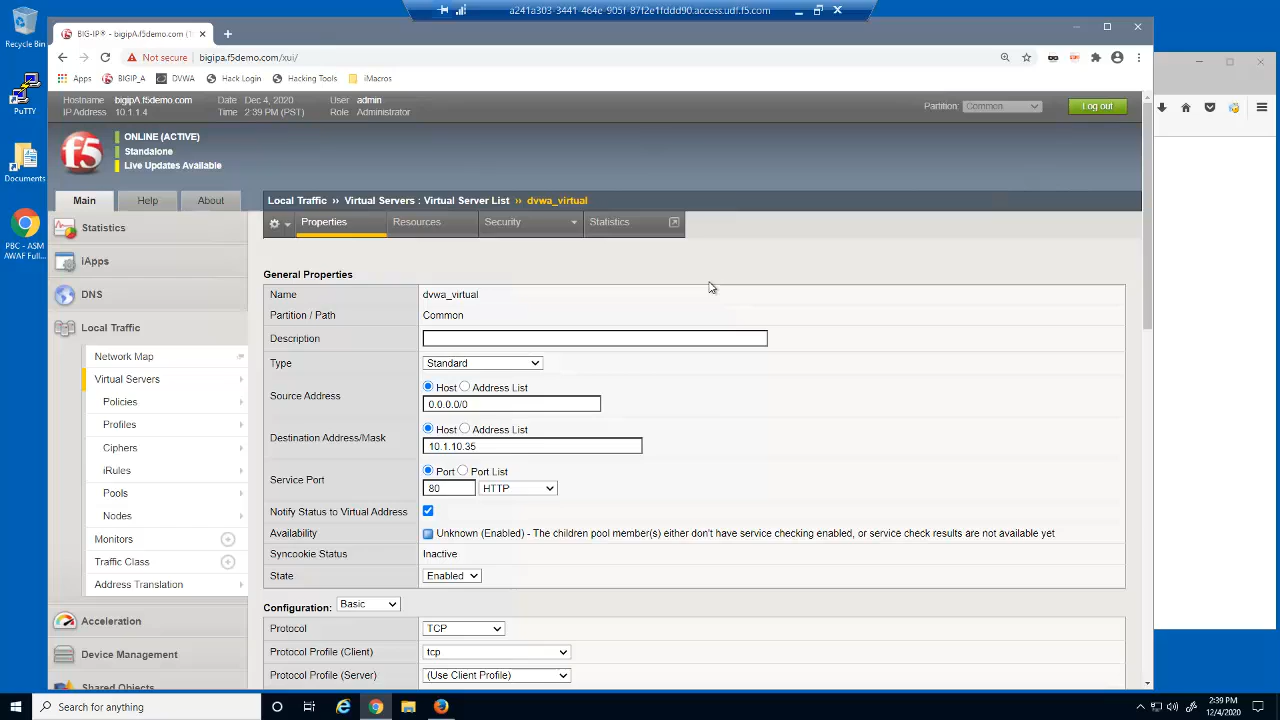 a241a303-3441-464e-905f-87f2e1fddd90.access.udf.f5.com
Recycle Bin
PuTTY
Documents
PBC - ASM
AWAF Full...
BIG-IP® - bigipA.f5demo.com (1
Not secure
bigipa.f5demo.com/xui/
Apps
BIGIP_A
DVWA
Hack Login
Hacking Tools
iMacros
Hostname bigipA.f5demo.com Date Dec 4, 2020 User admin
IP Address 10.1.1.4 Time 2:39 PM (PST) Role Administrator
Partition: Common
Log out
f5
ONLINE (ACTIVE)
Standalone
Live Updates Available
Main Help About
Local Traffic ›› Virtual Servers : Virtual Server List ›› dvwa_virtual
Properties Resources Security Statistics
Statistics
iApps
DNS
Local Traffic
Network Map
Virtual Servers
Policies
Profiles
Ciphers
iRules
Pools
Nodes
Monitors
Traffic Class
Address Translation
Acceleration
Device Management
Shared Objects
General Properties
Name dvwa_virtual
Partition / Path Common
Description
Type Standard
Source Address Host Address List
0.0.0.0/0
Destination Address/Mask Host Address List
10.1.10.35
Service Port Port Port List
80 HTTP
Notify Status to Virtual Address
Availability Unknown (Enabled) - The children pool member(s) either don't have service checking enabled, or service check results are not available yet
Syncookie Status Inactive
State Enabled
Configuration: Basic
Protocol TCP
Protocol Profile (Client) tcp
Protocol Profile (Server) (Use Client Profile)
Search for anything
2:39 PM
12/4/2020